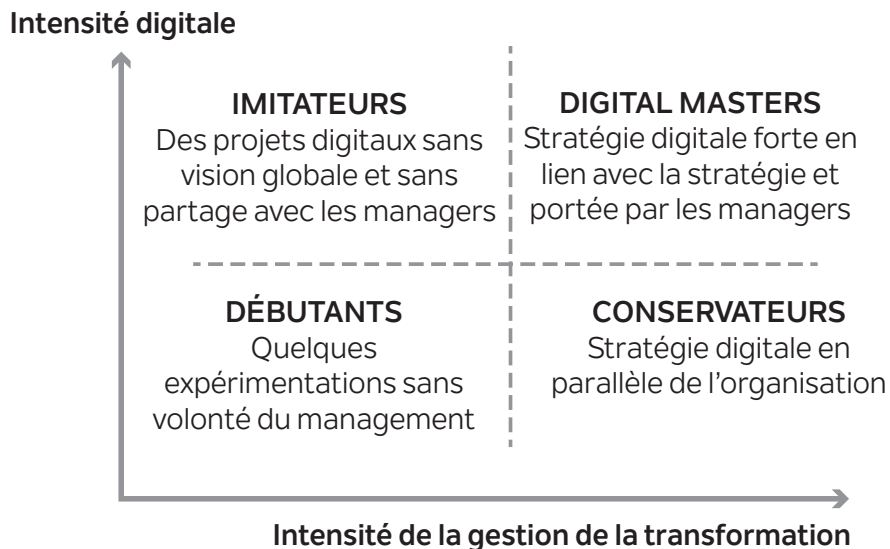 Intensité digitale
IMITATEURS
Des projets digitaux sans
vision globale et sans
partage avec les managers
DIGITAL MASTERS
Stratégie digitale forte en
lien avec la stratégie et
portée par les managers
DÉBUTANTS
Quelques
expérimentations sans
volonté du management
CONSERVATEURS
Stratégie digitale en
parallèle de l’organisation
Intensité de la gestion de la transformation